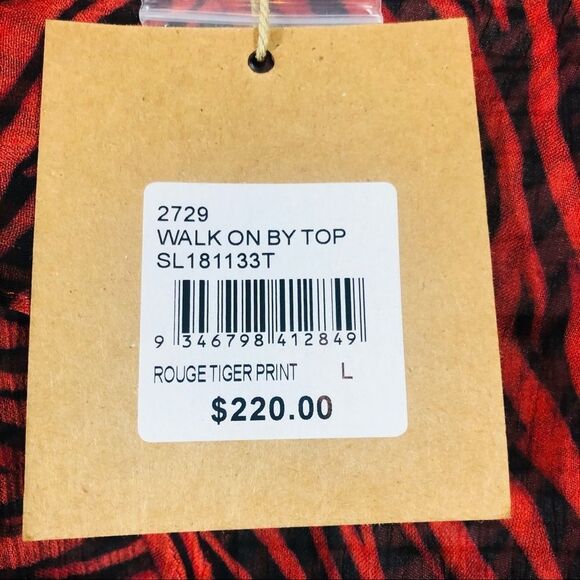 2729
WALK ON BY TOP
SL181133T
9 346798 412849
ROUGE TIGER PRINT L
$220.00